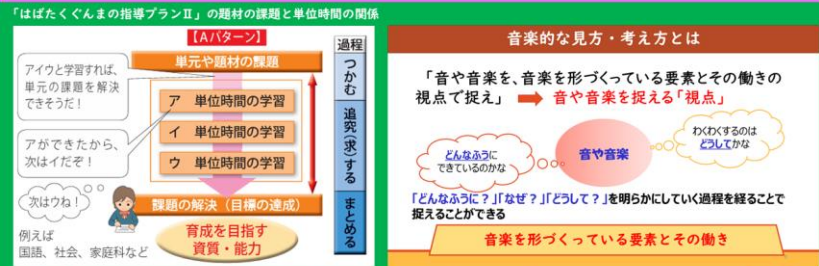 「はばたくぐんまの指導プランⅡ」の題材の課題と単位時間の関係
【Aパターン】
単元や題材の課題
アイウと学習すれば、
単元の課題を解決
できそうだ！
ア 単位時間の学習
イ 単位時間の学習
ウ 単位時間の学習
アができたから、
次はイだぞ！
次はウね！
課題の解決（目標の達成）
育成を目指す
資質・能力
例えば
国語、社会、家庭科など
過程
つかむ
追究（求）する
まとめる
音楽的な見方・考え方とは
「音や音楽を、音楽を形づくっている要素とその働きの
視点で捉え」 ➡ 音や音楽を捉える「視点」
どんなふうに
できているのかな
音や音楽
わくわくするのは
どうしてかな
「どんなふうに？」「なぜ？」「どうして？」を明らかにしていく過程を経ることで
捉えることができる
音楽を形づくっている要素とその働き